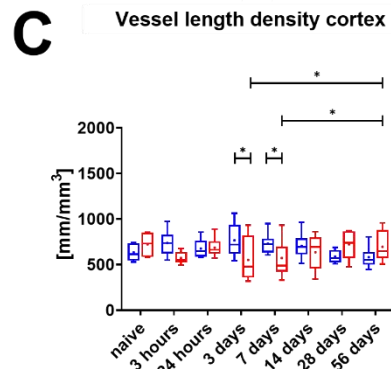 C
Vessel length density cortex
*
*
* *
[mm/mm³]
2000
1500
1000
500
0
naive
3 hours
24 hours
3 days
7 days
14 days
28 days
56 days